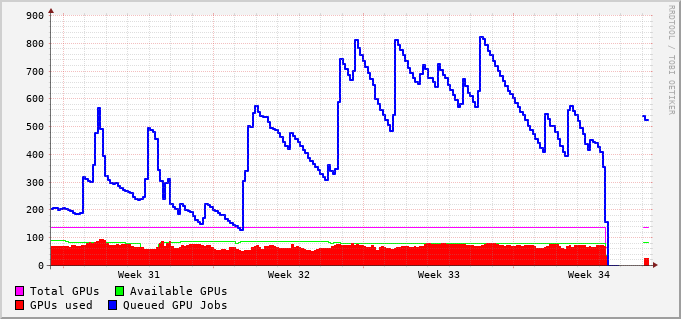 900
800
700
600
500
400
300
200
100
0
Week 31 Week 32 Week 33 Week 34
Total GPUs Available GPUs
GPUs used Queued GPU Jobs
RRDTOOL / TOBI OETIKER